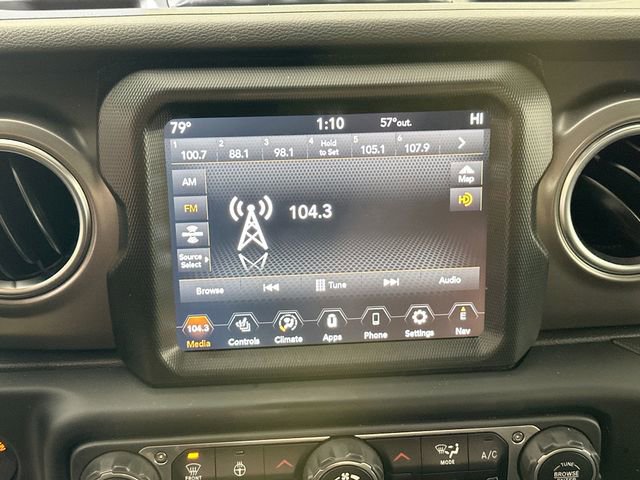 79° 1:10 57°out. HI
1 100.7 2 88.1 3 98.1 4 Hold to Set 5 105.1 6 107.9
AM
Map
FM
HD
104.3
Source
Select
Browse Tune Audio
104.3 E
Media Controls Climate Apps Phone Settings Nav
FRONT MODE A/C
TUNE
BROWSE